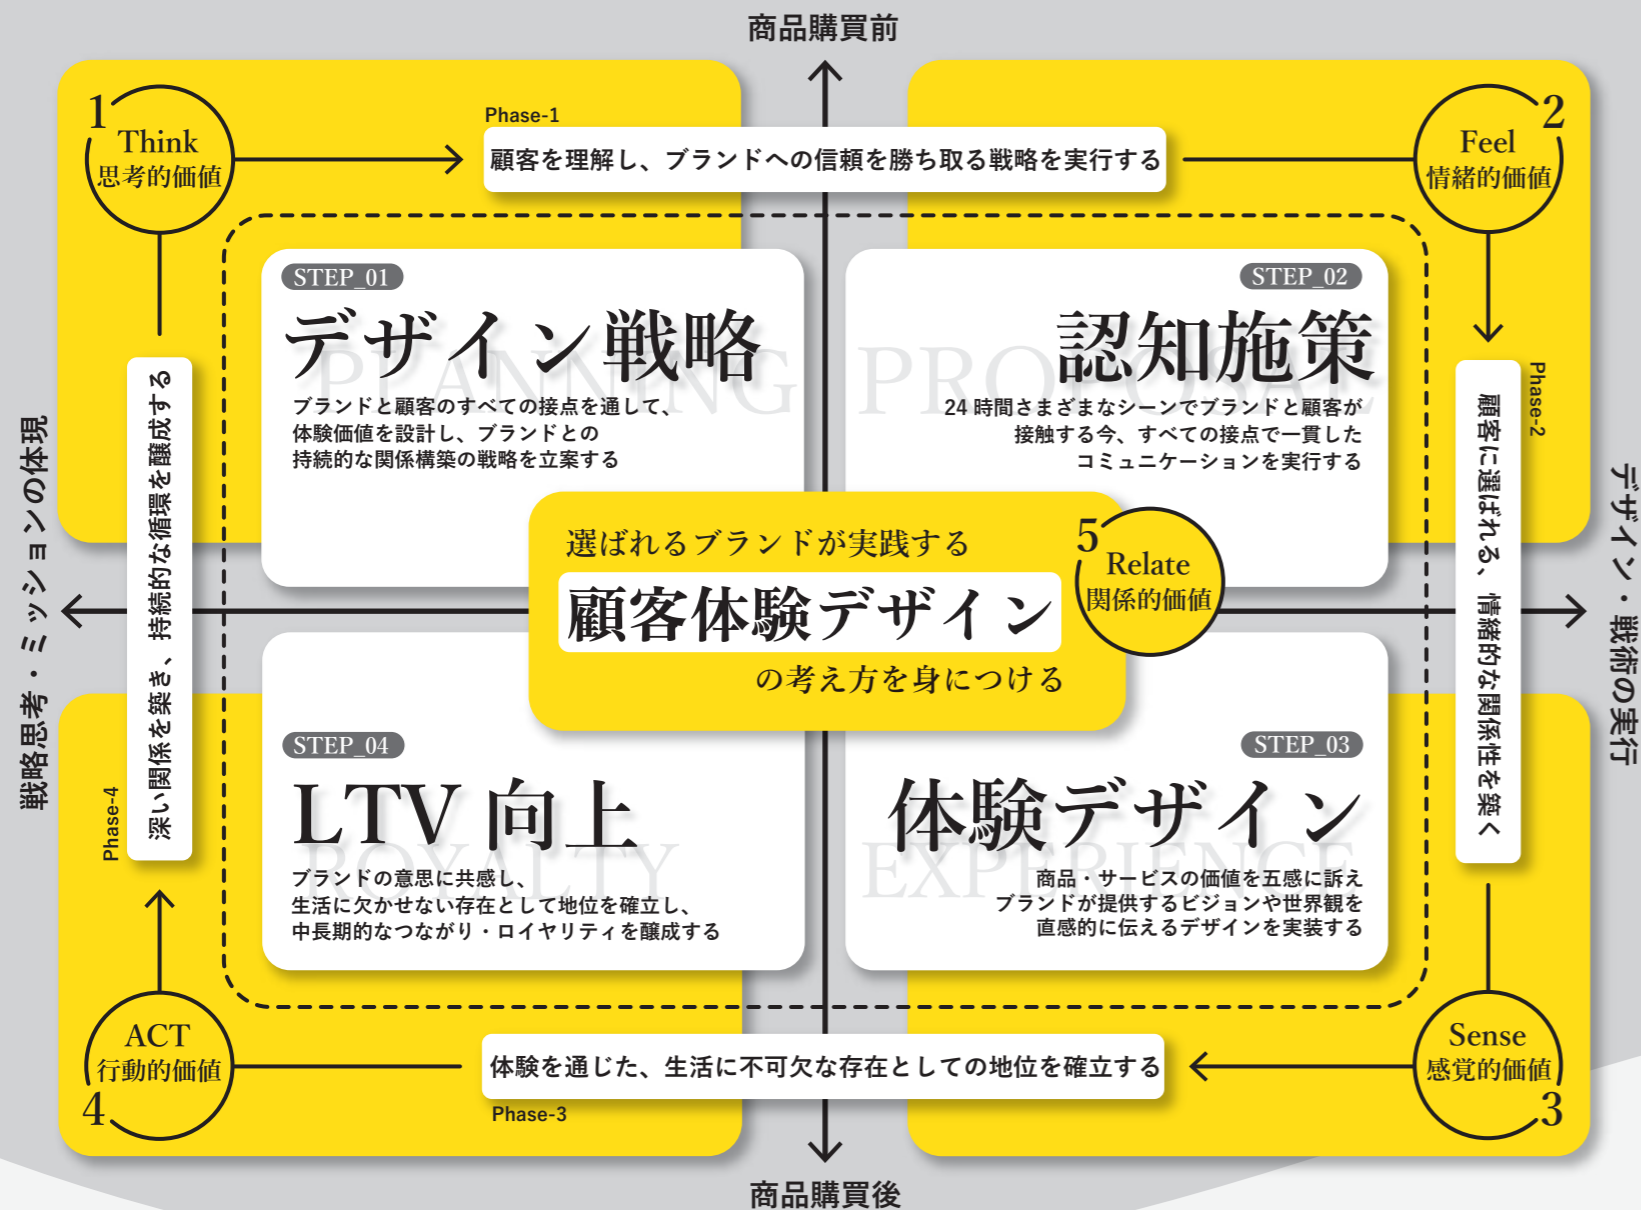 商品購買前
1
Think
思考的価値
Phase-1
顧客を理解し、ブランドへの信頼を勝ち取る戦略を実行する
2
Feel
情緒的価値
STEP_01
デザイン戦略
PLANNING
ブランドと顧客のすべての接点を通して、
体験価値を設計し、ブランドとの
持続的な関係構築の戦略を立案する
STEP_02
認知施策
PROPOSAL
24時間さまざまなシーンでブランドと顧客が
接触する今、すべての接点で一貫した
コミュニケーションを実行する
Phase-2
顧客に選ばれる、情緒的な関係性を築く
デザイン・戦術の実行
戦略思考・ミッションの体現
深い関係を築き、持続的な循環を醸成する
Phase-4
選ばれるブランドが実践する
顧客体験デザイン
の考え方を身につける
5
Relate
関係的価値
STEP_04
LTV向上
ROYALTY
ブランドの意思に共感し、
生活に欠かせない存在として地位を確立し、
中長期的なつながり・ロイヤリティを醸成する
STEP_03
体験デザイン
EXPERIENCE
商品・サービスの価値を五感に訴え
ブランドが提供するビジョンや世界観を
直感的に伝えるデザインを実装する
ACT
行動的価値
4
体験を通じた、生活に不可欠な存在としての地位を確立する
Phase-3
Sense
感覚的価値
3
商品購買後